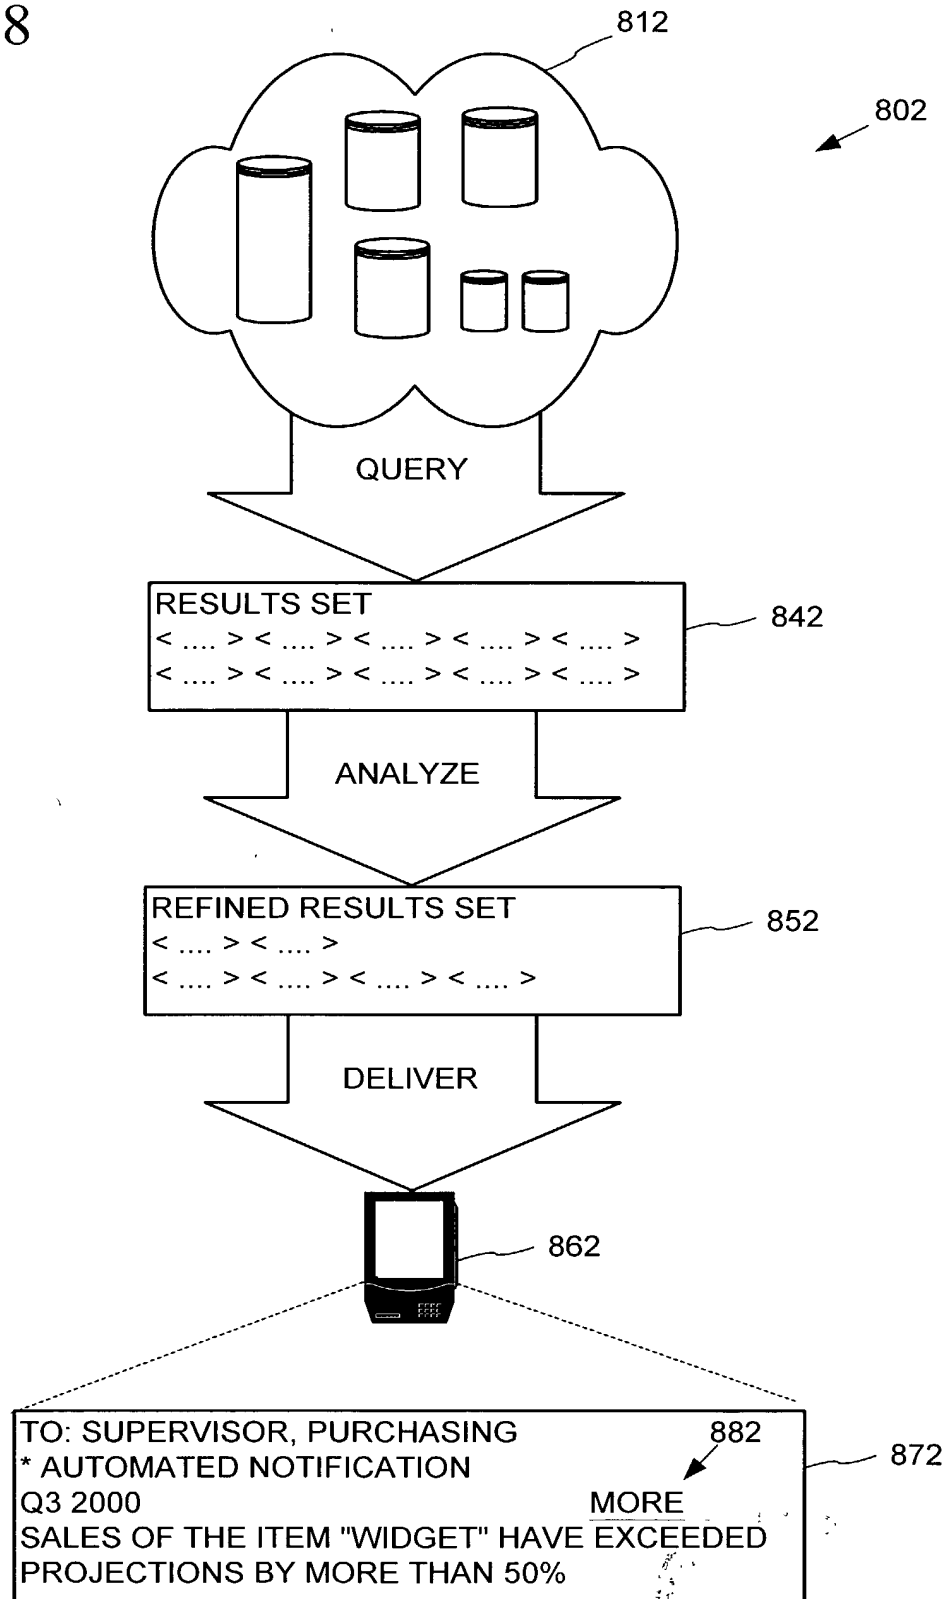 8
812
802
QUERY
RESULTS SET
< .... > < .... > < .... > < .... > < .... >
< .... > < .... > < .... > < .... > < .... >
842
ANALYZE
REFINED RESULTS SET
< .... > < .... >
< .... > < .... > < .... > < .... >
852
DELIVER
862
TO: SUPERVISOR, PURCHASING
882
* AUTOMATED NOTIFICATION
872
Q3 2000 MORE
SALES OF THE ITEM "WIDGET" HAVE EXCEEDED
PROJECTIONS BY MORE THAN 50%